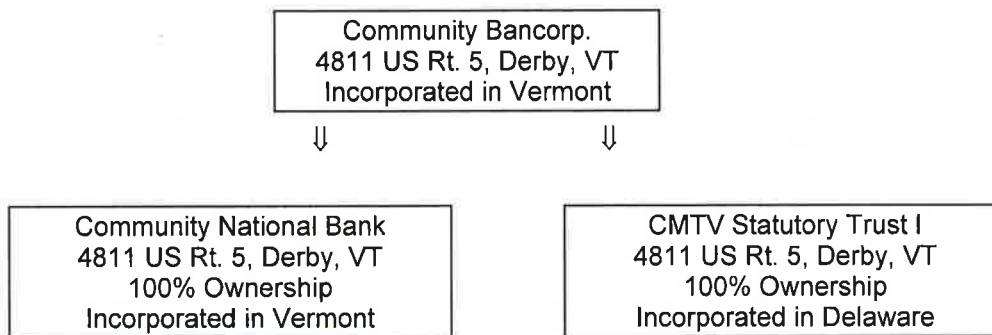 Community Bancorp.
4811 US Rt. 5, Derby, VT
Incorporated in Vermont
⇓ ⇓
Community National Bank
4811 US Rt. 5, Derby, VT
100% Ownership
Incorporated in Vermont
CMTV Statutory Trust I
4811 US Rt. 5, Derby, VT
100% Ownership
Incorporated in Delaware